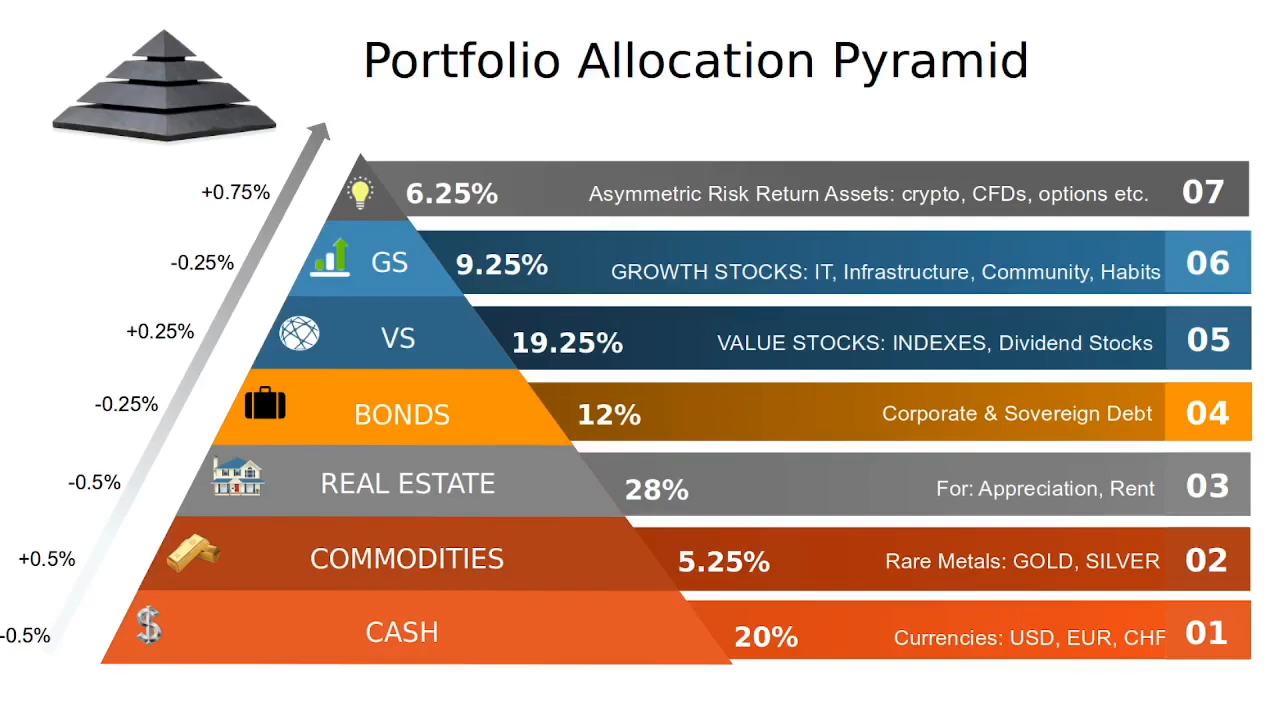 Portfolio Allocation Pyramid
+0.75% 6.25% Asymmetric Risk Return Assets: crypto, CFDs, options etc. 07
-0.25% GS 9.25% GROWTH STOCKS: IT, Infrastructure, Community, Habits 06
+0.25% VS 19.25% VALUE STOCKS: INDEXES, Dividend Stocks 05
-0.25% BONDS 12% Corporate & Sovereign Debt 04
-0.5% REAL ESTATE 28% For: Appreciation, Rent 03
+0.5% COMMODITIES 5.25% Rare Metals: GOLD, SILVER 02
-0.5% CASH 20% Currencies: USD, EUR, CHF 01